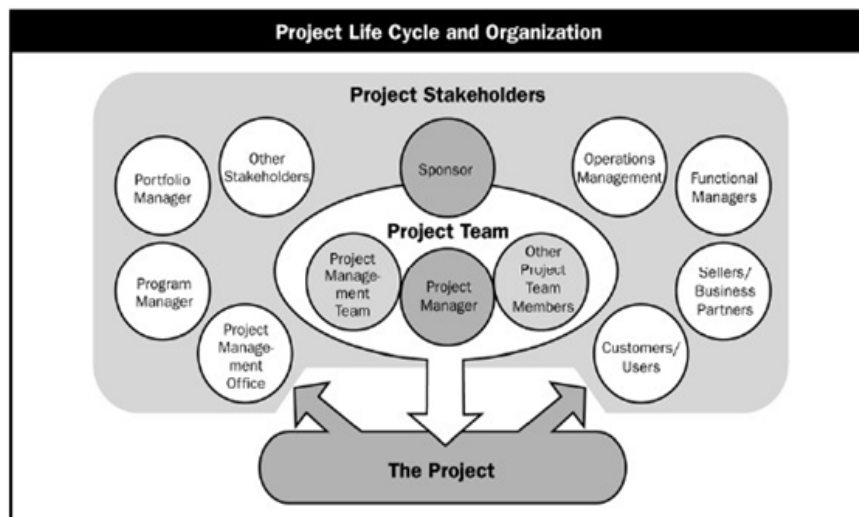 Project Life Cycle and Organization
Project Stakeholders
Portfolio
Manager
Other
Stakeholders
Sponsor
Operations
Management
Functional
Managers
Project Team
Program
Manager
Project
Manage-
ment
Team
Project
Manager
Other
Project
Team
Members
Sellers/
Business
Partners
Project
Manage-
ment
Office
Customers/
Users
The Project